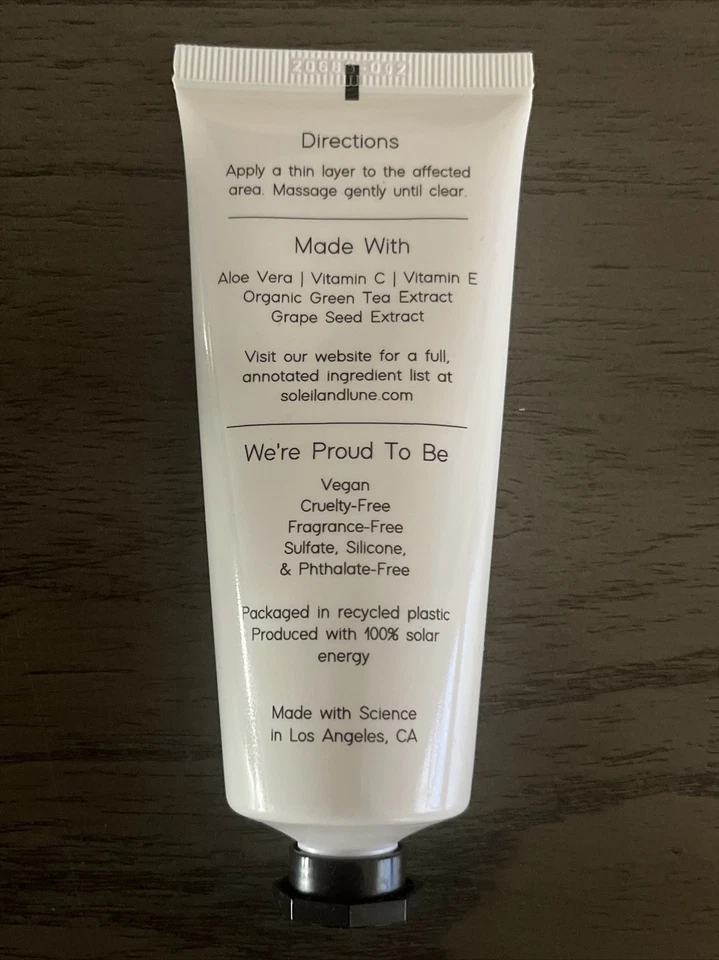 Directions
Apply a thin layer to the affected
area. Massage gently until clear.
Made With
Aloe Vera | Vitamin C | Vitamin E
Organic Green Tea Extract
Grape Seed Extract
Visit our website for a full,
annotated ingredient list at
soleilandlune.com
We're Proud To Be
Vegan
Cruelty-Free
Fragrance-Free
Sulfate, Silicone,
& Phthalate-Free
Packaged in recycled plastic
Produced with 100% solar
energy
Made with Science
in Los Angeles, CA